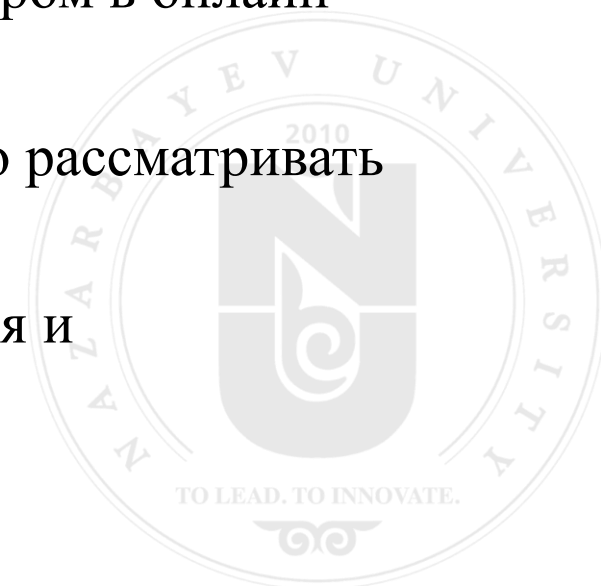 ром в онлайн
о рассматривать
я и
NAZARBAYEV UNIVERSITY
2010
TO LEAD. TO INNOVATE.